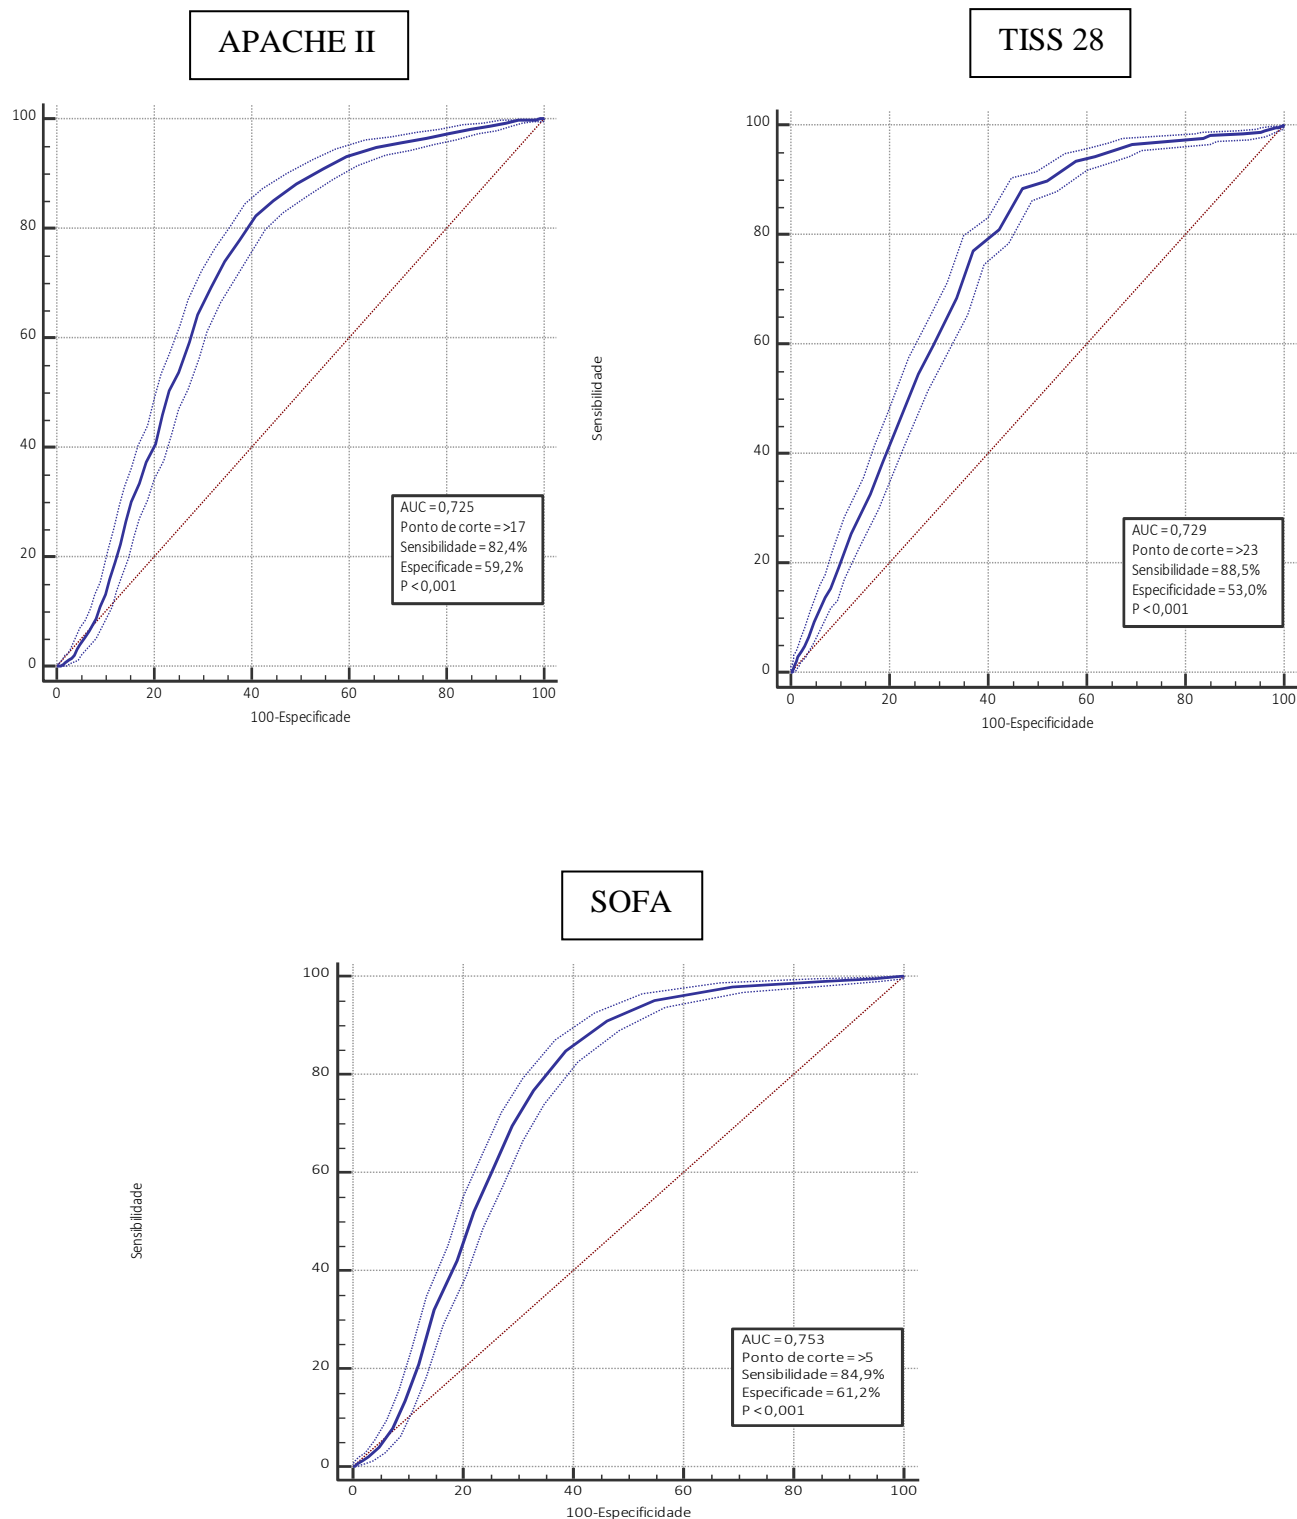 APACHE II
100
80
60
40
20
0
0 20 40 60 80 100
100-Especificade
AUC = 0,725
Ponto de corte = >17
Sensibilidade = 82,4%
Especificade = 59,2%
P < 0,001
TISS 28
Sensibilidade
100
80
60
40
20
0
0 20 40 60 80 100
100-Especificidade
AUC = 0,729
Ponto de corte = >23
Sensibilidade = 88,5%
Especificidade = 53,0%
P < 0,001
SOFA
Sensibilidade
100
80
60
40
20
0
0 20 40 60 80 100
100-Especificidade
AUC = 0,753
Ponto de corte = >5
Sensibilidade = 84,9%
Especificade = 61,2%
P < 0,001